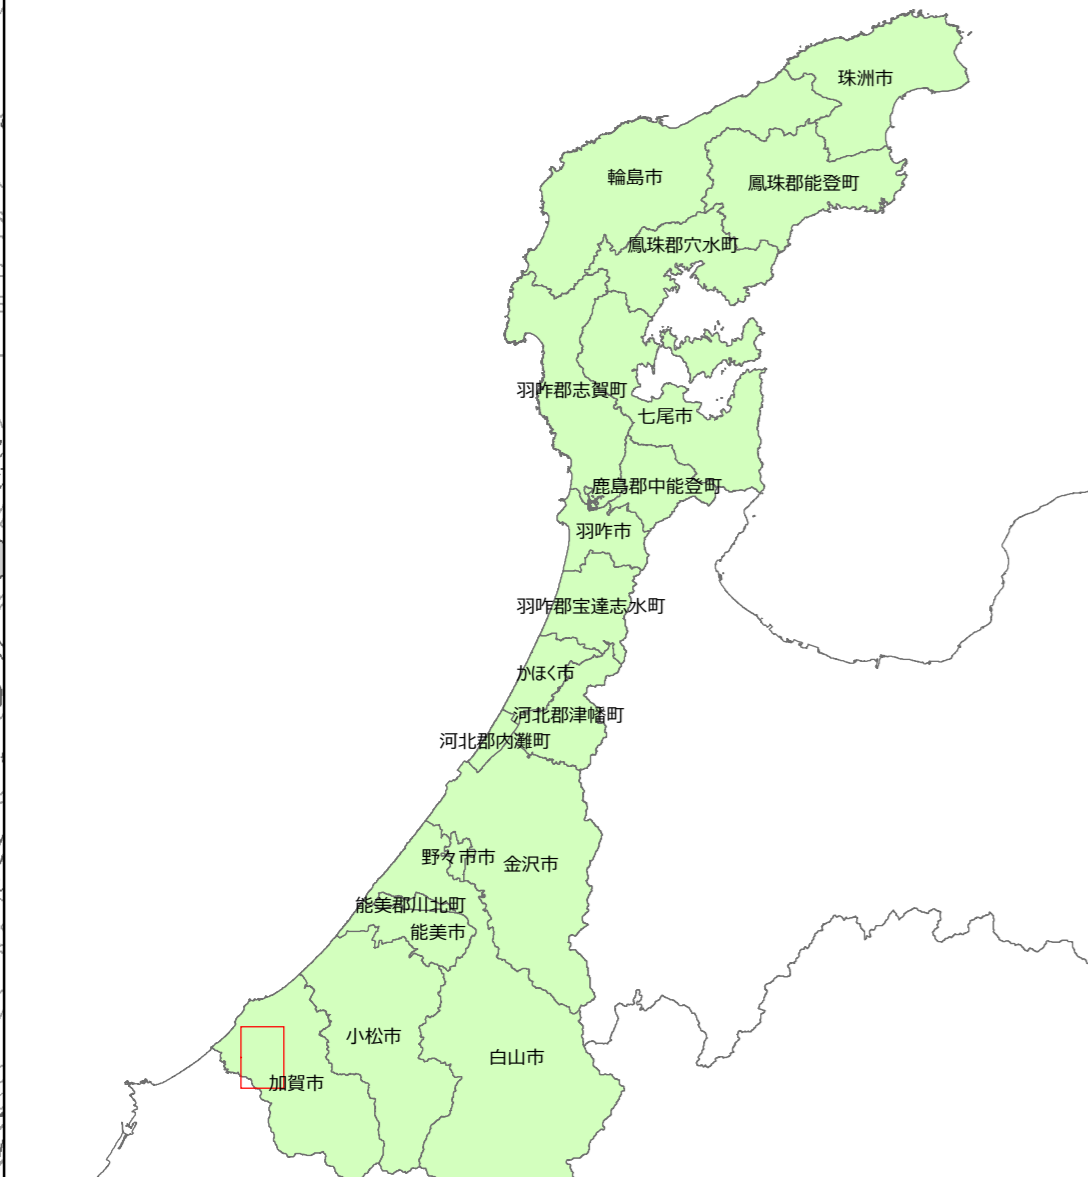 珠洲市
輪島市
鳳珠郡能登町
鳳珠郡穴水町
羽咋郡志賀町
七尾市
鹿島郡中能登町
羽咋市
羽咋郡宝達志水町
かほく市
河北郡津幡町
河北郡内灘町
野々市市
金沢市
能美郡川北町
能美市
小松市
白山市
加賀市